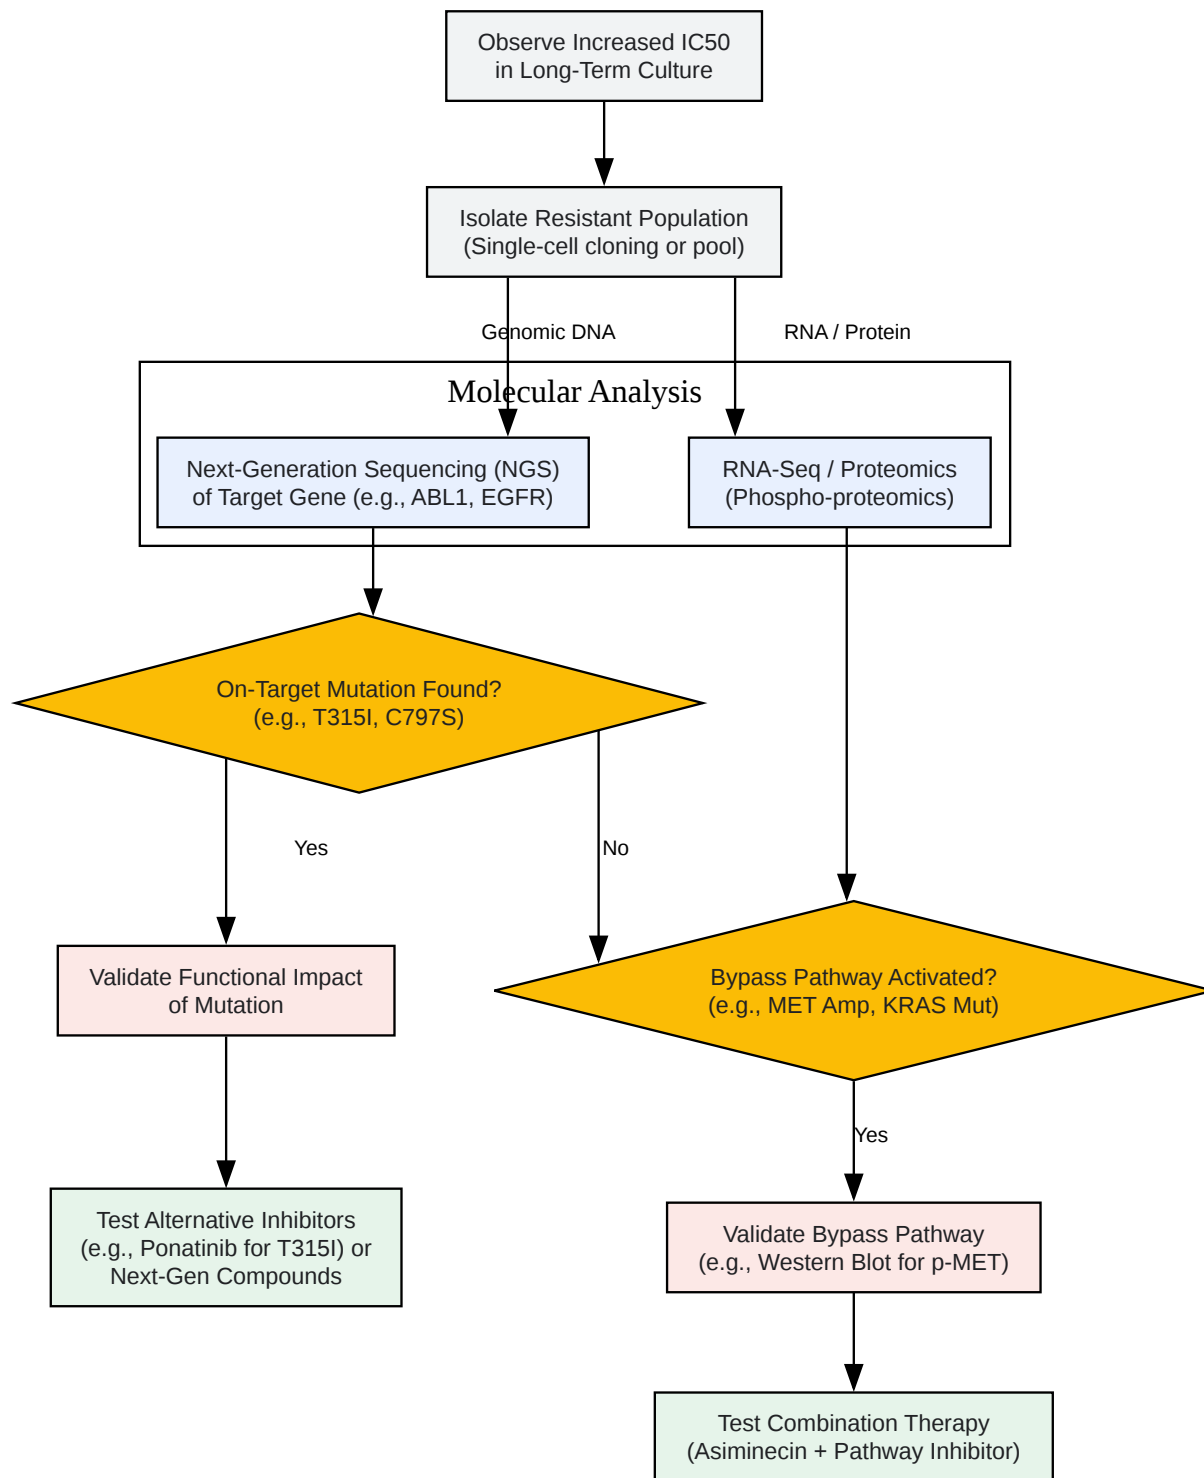 Observe Increased IC50
in Long-Term Culture
Isolate Resistant Population
(Single-cell cloning or pool)
Genomic DNA
RNA / Protein
Molecular Analysis
Next-Generation Sequencing (NGS)
of Target Gene (e.g., ABL1, EGFR)
RNA-Seq / Proteomics
(Phospho-proteomics)
On-Target Mutation Found?
(e.g., T315I, C797S)
Yes
No
Validate Functional Impact
of Mutation
Bypass Pathway Activated?
(e.g., MET Amp, KRAS Mut)
Yes
Test Alternative Inhibitors
(e.g., Ponatinib for T315I) or
Next-Gen Compounds
Validate Bypass Pathway
(e.g., Western Blot for p-MET)
Test Combination Therapy
(Asiminecin + Pathway Inhibitor)